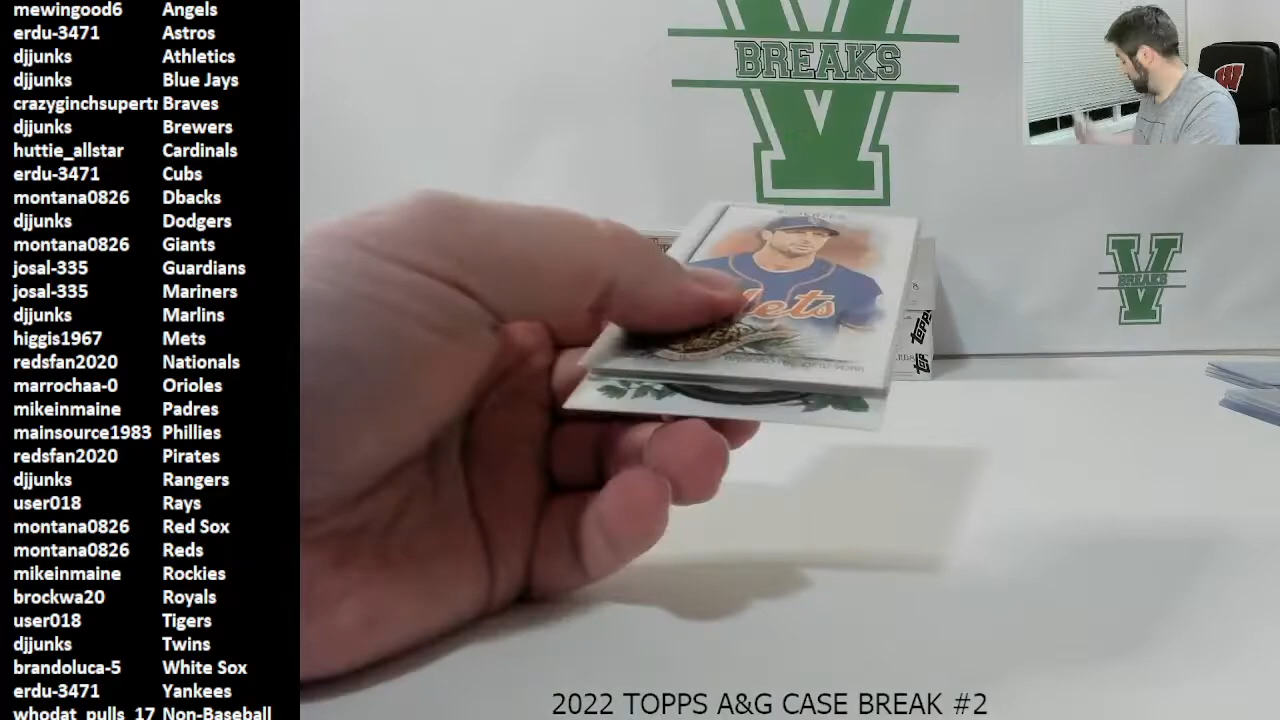 mewingood6 Angels
erdu-3471 Astros
djjunks Athletics
djjunks Blue Jays
crazyginchsupertr Braves
djjunks Brewers
huttie_allstar Cardinals
erdu-3471 Cubs
montana0826 Dbacks
djjunks Dodgers
montana0826 Giants
josal-335 Guardians
josal-335 Mariners
djjunks Marlins
higgis1967 Mets
redsfan2020 Nationals
marrochaa-0 Orioles
mikeinmaine Padres
mainsource1983 Phillies
redsfan2020 Pirates
djjunks Rangers
user018 Rays
montana0826 Red Sox
montana0826 Reds
mikeinmaine Rockies
brockwa20 Royals
user018 Tigers
djjunks Twins
brandoluca-5 White Sox
erdu-3471 Yankees
whodat_pulls_17 Non-Baseball
V
BREAKS
W
V
BREAKS
Mets
TOPPS
2022 TOPPS A&G CASE BREAK #2